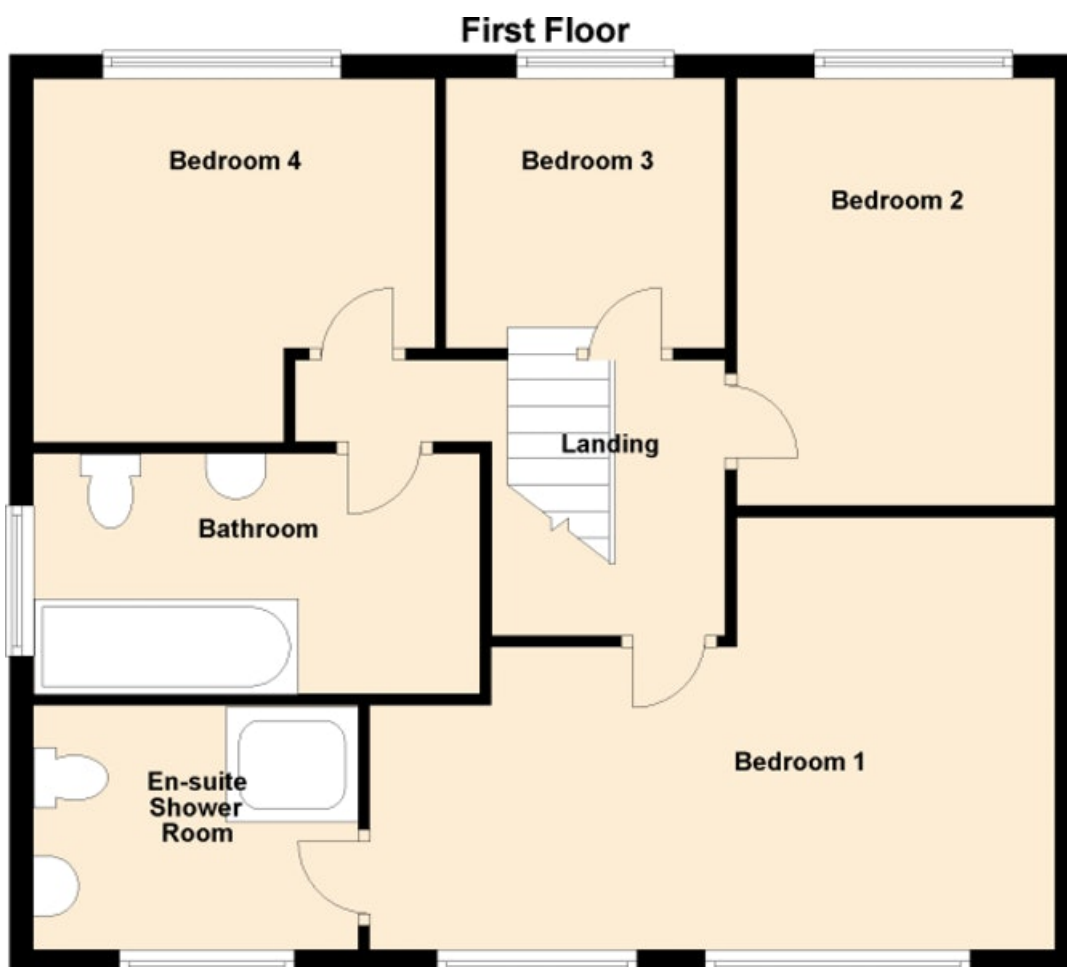 First Floor
Bedroom 4
Bedroom 3
Bedroom 2
Landing
Bathroom
Bedroom 1
En-suite
Shower
Room